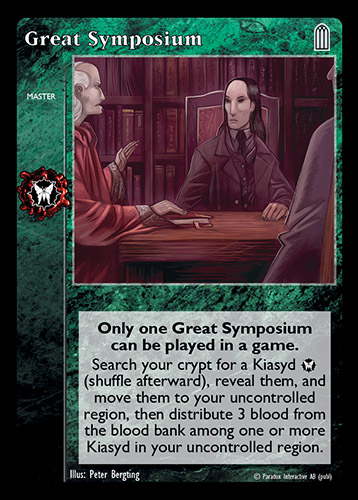 Great Symposium
MASTER
Only one Great Symposium
can be played in a game.
Search your crypt for a Kiasyd
(shuffle afterward), reveal them, and
move them to your uncontrolled
region, then distribute 3 blood from
the blood bank among one or more
Kiasyd in your uncontrolled region.
Illus: Peter Bergting
© Paradox Interactive AB (publ)